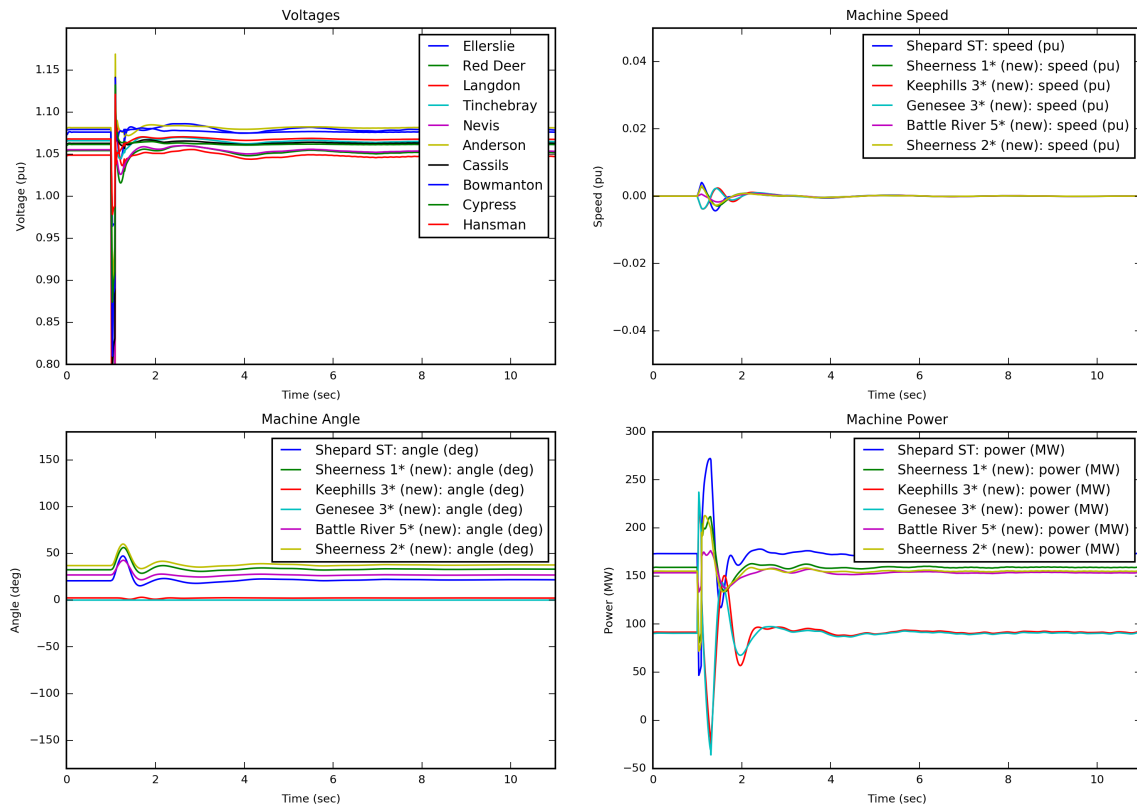 Voltages
1.15
1.10
1.05
1.00
0.95
0.90
0.85
0.80
Voltage (pu)
0 2 4 6 8 10
Time (sec)
Ellerslie
Red Deer
Langdon
Tinchebray
Nevis
Anderson
Cassils
Bowmanton
Cypress
Hansman
Machine Speed
0.04
0.02
0.00
−0.02
−0.04
Speed (pu)
0 2 4 6 8 10
Time (sec)
Shepard ST: speed (pu)
Sheerness 1* (new): speed (pu)
Keephills 3* (new): speed (pu)
Genesee 3* (new): speed (pu)
Battle River 5* (new): speed (pu)
Sheerness 2* (new): speed (pu)
Machine Angle
150
100
50
0
−50
−100
−150
Angle (deg)
0 2 4 6 8 10
Time (sec)
Shepard ST: angle (deg)
Sheerness 1* (new): angle (deg)
Keephills 3* (new): angle (deg)
Genesee 3* (new): angle (deg)
Battle River 5* (new): angle (deg)
Sheerness 2* (new): angle (deg)
Machine Power
300
250
200
150
100
50
0
−50
Power (MW)
0 2 4 6 8 10
Time (sec)
Shepard ST: power (MW)
Sheerness 1* (new): power (MW)
Keephills 3* (new): power (MW)
Genesee 3* (new): power (MW)
Battle River 5* (new): power (MW)
Sheerness 2* (new): power (MW)